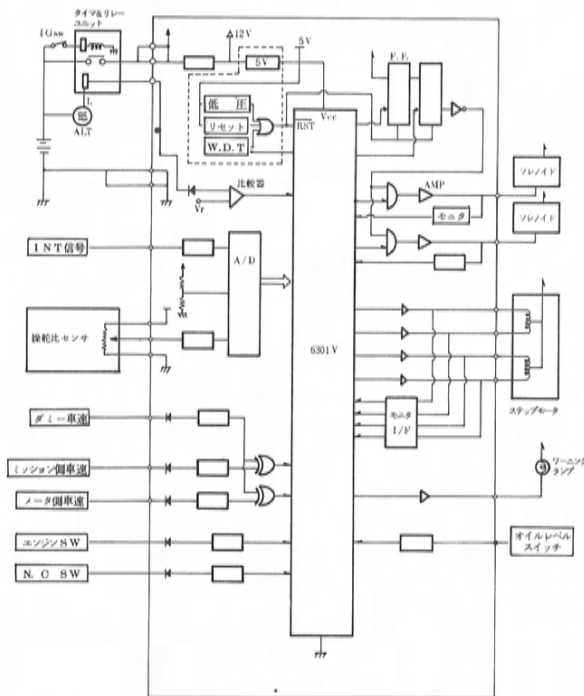 タイマ&リレー
ユニット
IGSW
12V
5V
5V
F.F.
L
ALT
低圧
リセット
W.D.T
RST
Vcc
比較器
Vr
AMP
ソレノイド
モニタ
ソレノイド
INT信号
A/D
操舵比センサ
6301V
ステップモータ
モニタ
I/F
ダミー車速
ミッション側車速
メータ側車速
ワーニング
ランプ
エンジンSW
N.C SW
オイルレベル
スイッチ